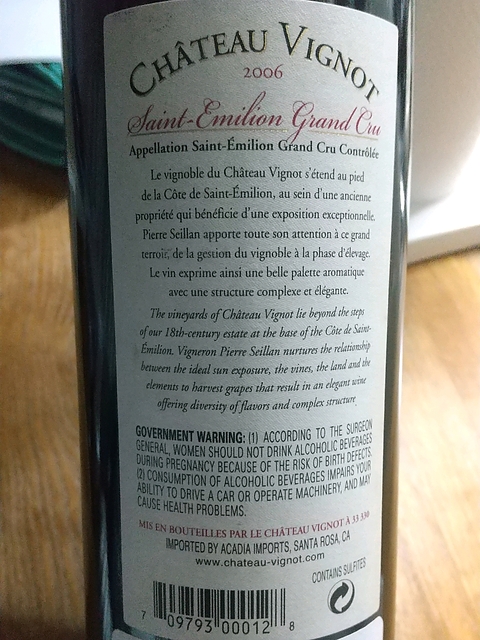 CHÂTEAU VIGNOT
2006
Saint-Emilion Grand Cru
Appellation Saint-Émilion Grand Cru Contrôlée
Le vignoble du Château Vignot s'étend au pied
de la Côte de Saint-Émilion, au sein d'une ancienne
propriété qui bénéficie d'une exposition exceptionnelle.
Pierre Seillan apporte toute son attention à ce grand
terroir, de la gestion du vignoble à la phase d'élevage.
Le vin exprime ainsi une belle palette aromatique
avec une structure complexe et élégante.
The vineyards of Château Vignot lie beyond the steps
of our 18th-century estate at the base of the Côte de Saint-
Émilion. Vigneron Pierre Seillan nurtures the relationship
between the ideal sun exposure, the vines, the land and the
elements to harvest grapes that result in an elegant wine
offering diversity of flavors and complex structure
GOVERNMENT WARNING: (1) ACCORDING TO THE SURGEON
GENERAL, WOMEN SHOULD NOT DRINK ALCOHOLIC BEVERAGES
DURING PREGNANCY BECAUSE OF THE RISK OF BIRTH DEFECTS.
(2) CONSUMPTION OF ALCOHOLIC BEVERAGES IMPAIRS YOUR
ABILITY TO DRIVE A CAR OR OPERATE MACHINERY, AND MAY
CAUSE HEALTH PROBLEMS.
MIS EN BOUTEILLES PAR LE CHÂTEAU VIGNOT À 33 330
IMPORTED BY ACADIA IMPORTS, SANTA ROSA, CA
www.chateau-vignot.com
CONTAINS SULFITES
7 09793 00012 8